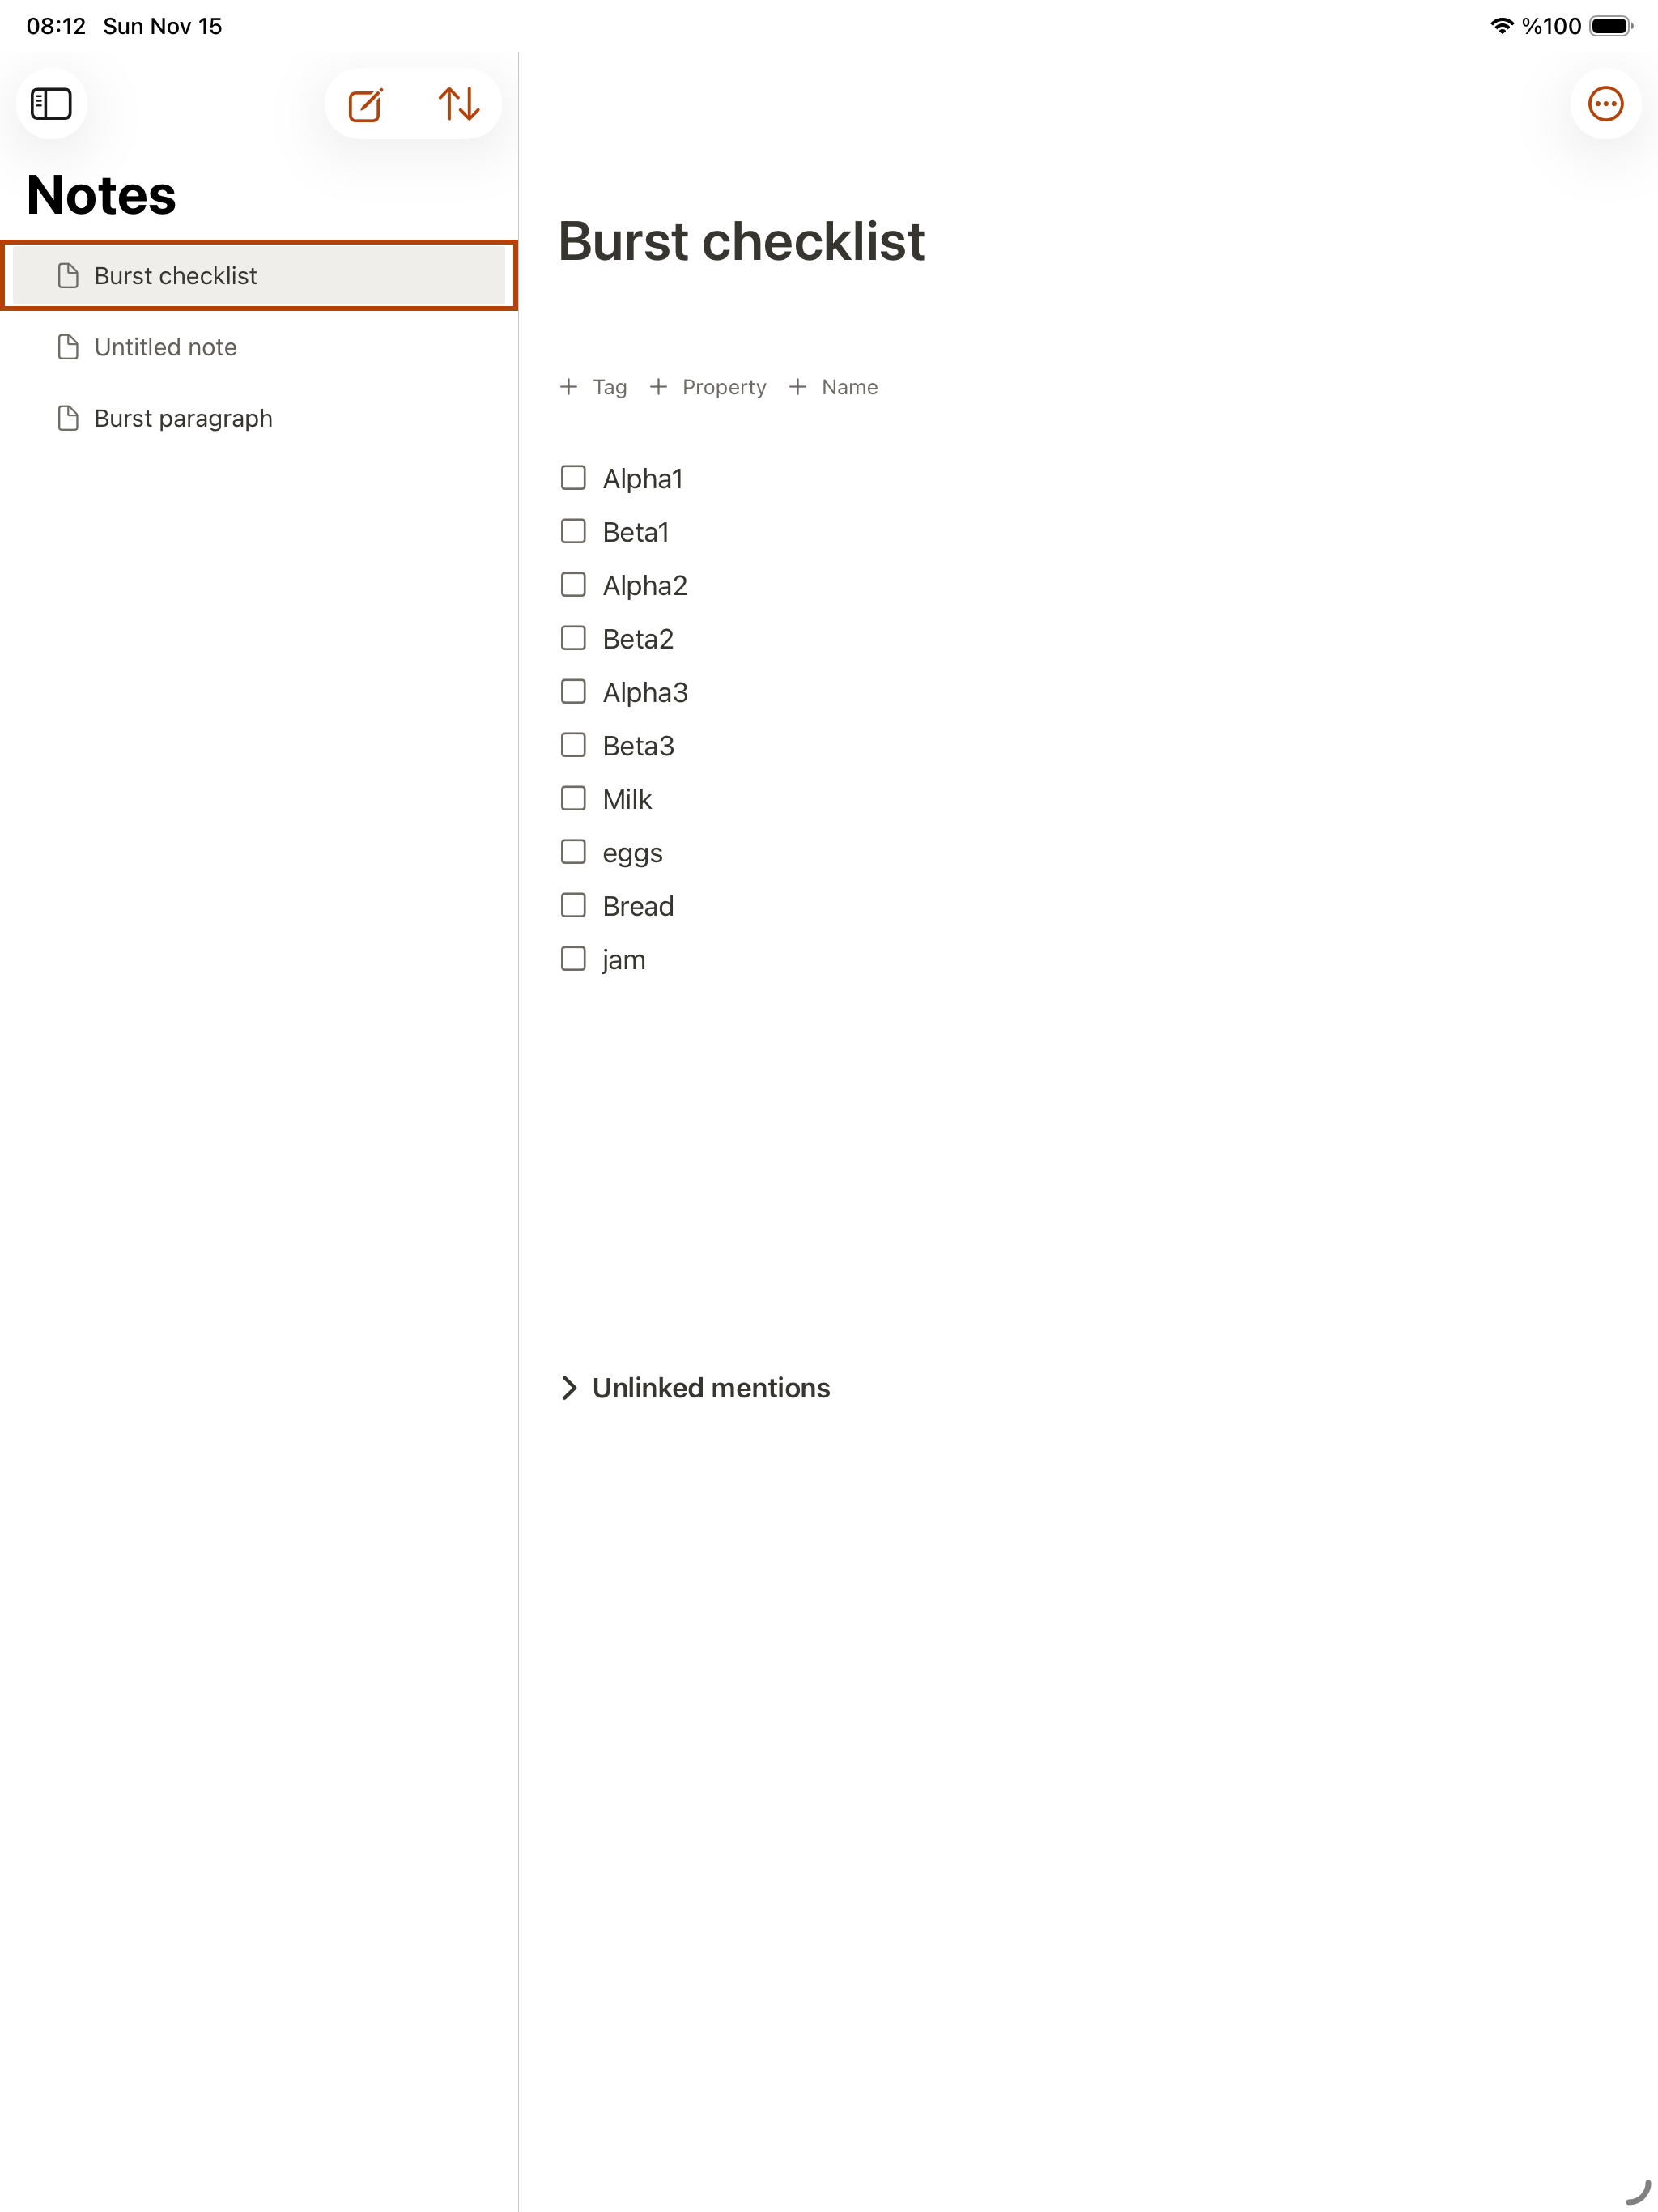 08:12 Sun Nov 15
%100
Notes
Burst checklist
Untitled note
Burst paragraph
Burst checklist
Tag Property Name
Alpha1
Beta1
Alpha2
Beta2
Alpha3
Beta3
Milk
eggs
Bread
jam
Unlinked mentions